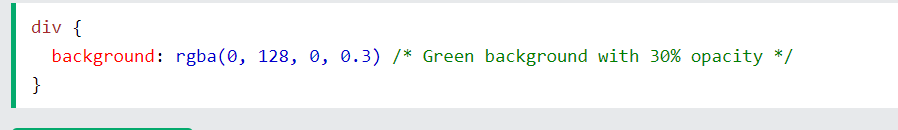 div {
  background: rgba(0, 128, 0, 0.3) /* Green background with 30% opacity */
}